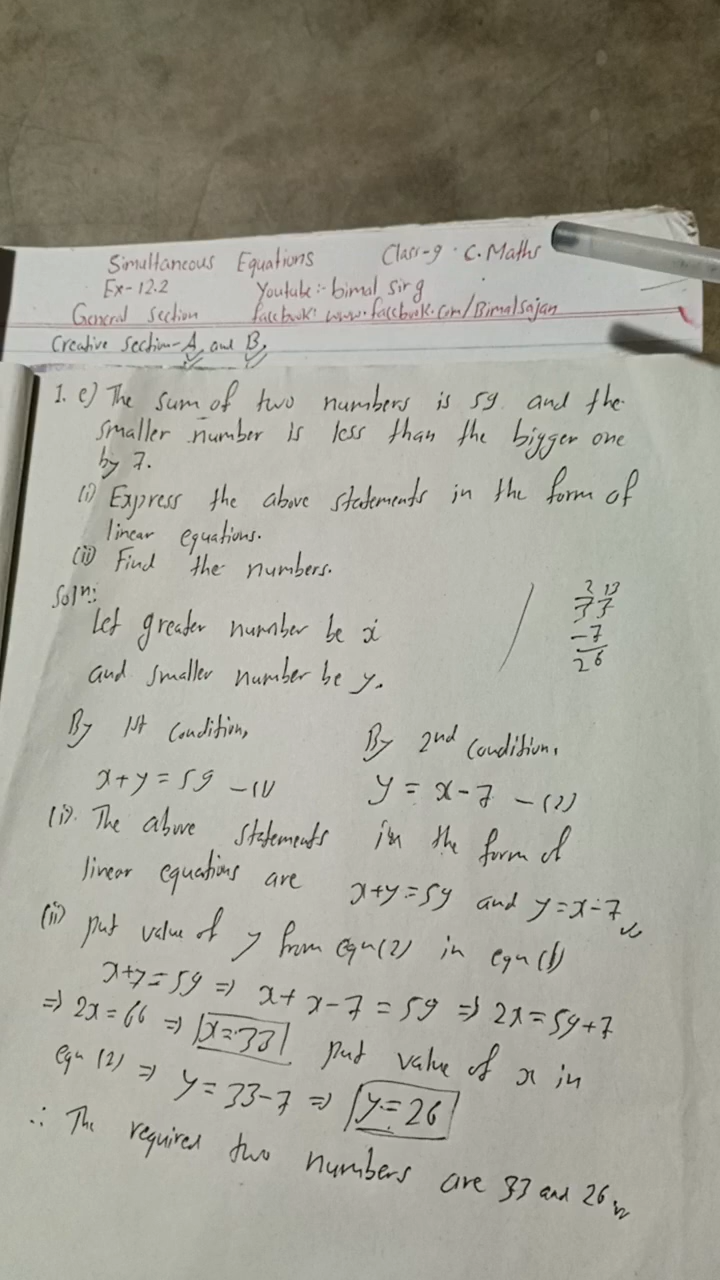 Simultaneous Equations Class-9 C. Maths
Ex-12.2 Youtube:- bimal sir g
General section facebook: www.facebook.com/Bimalsajan
Creative section-A, and B,
1. e) The sum of two numbers is 59 and the
smaller number is less than the bigger one
by 7.
(i) Express the above statements in the form of
linear equations.
(ii) Find the numbers.
Soln:
2 13
33
-7
26
Let greater number be x
and smaller number be y.
By 1st condition, By 2nd condition,
x+y=59 -(1) y = x-7 -(2)
(i). The above statements in the form of
linear equations are x+y=59 and y=x-7
(ii) put value of y from eqn(2) in eqn(1)
x+y=59 => x+x-7=59 => 2x=59+7
=> 2x=66 => x=33 put value of x in
eqn (2) => y=33-7 => y=26
∴ The required two numbers are 33 and 26